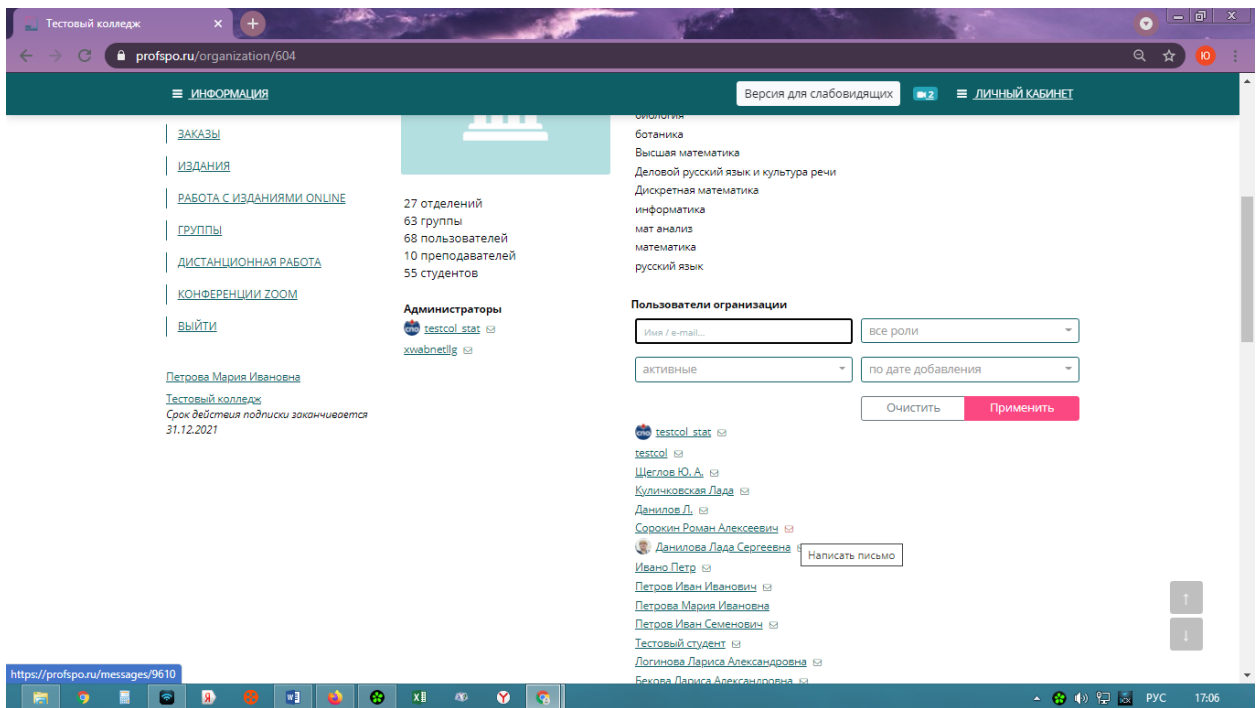 Тестовый колледж
profspo.ru/organization/604
Ю
ИНФОРМАЦИЯ
Версия для слабовидящих
2
ЛИЧНЫЙ КАБИНЕТ
ЗАКАЗЫ
ИЗДАНИЯ
РАБОТА С ИЗДАНИЯМИ ONLINE
ГРУППЫ
ДИСТАНЦИОННАЯ РАБОТА
КОНФЕРЕНЦИИ ZOOM
ВЫЙТИ
Петрова Мария Ивановна
Тестовый колледж
Срок действия подписки заканчивается
31.12.2021
27 отделений
63 группы
68 пользователей
10 преподавателей
55 студентов
Администраторы
testcol_stat
xwabnetllg
биология
ботаника
Высшая математика
Деловой русский язык и культура речи
Дискретная математика
информатика
мат анализ
математика
русский язык
Пользователи огранизации
Имя / e-mail...
все роли
активные
по дате добавления
Очистить
Применить
testcol_stat
testcol
Щеглов Ю. А.
Куличковская Лада
Данилов Л.
Сорокин Роман Алексеевич
Данилова Лада Сергеевна
Написать письмо
Ивано Петр
Петров Иван Иванович
Петрова Мария Ивановна
Петров Иван Семенович
Тестовый студент
Логинова Лариса Александровна
Бекова Лариса Александровна
https://profspo.ru/messages/9610
РУС
17:06